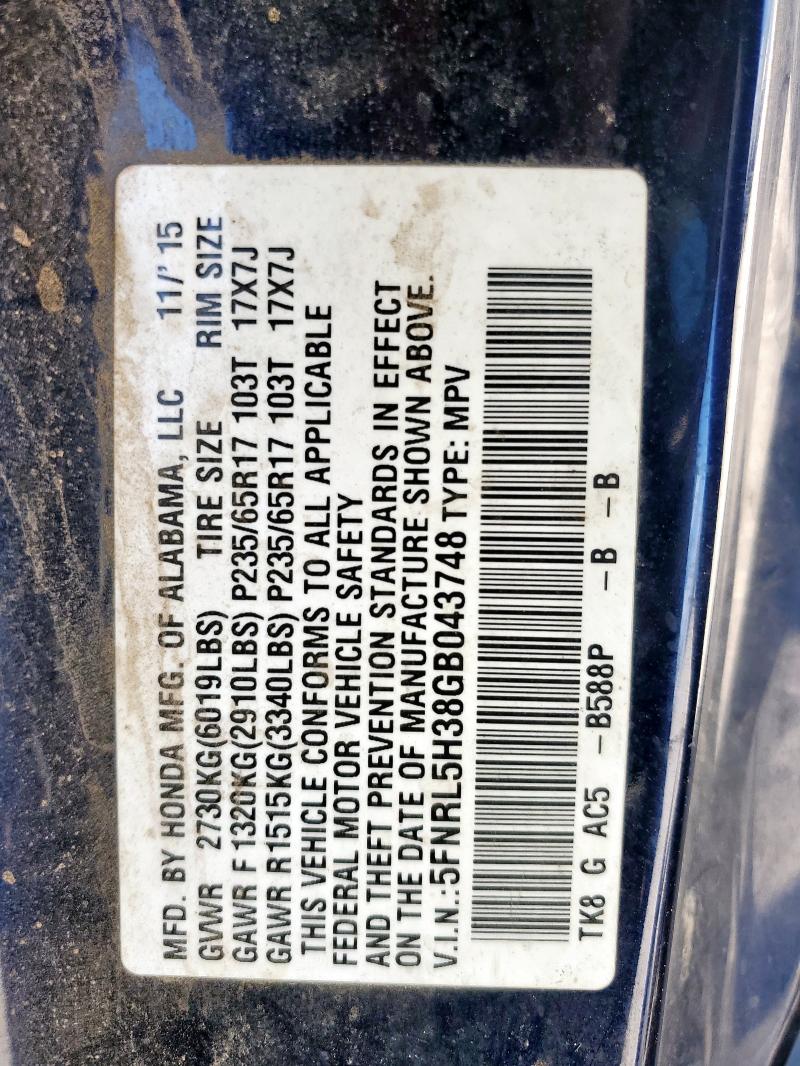 MFD. BY HONDA MFG. OF ALABAMA, LLC 11/'15
GVWR 2730KG(6019LBS) TIRE SIZE RIM SIZE
GAWR F 1320KG(2910LBS) P235/65R17 103T 17X7J
GAWR R 1515KG(3340LBS) P235/65R17 103T 17X7J
THIS VEHICLE CONFORMS TO ALL APPLICABLE
FEDERAL MOTOR VEHICLE SAFETY
AND THEFT PREVENTION STANDARDS IN EFFECT
ON THE DATE OF MANUFACTURE SHOWN ABOVE.
V.I.N.:5FNRL5H38GB043748 TYPE: MPV
TK8 G AC5 -B588P -B -B